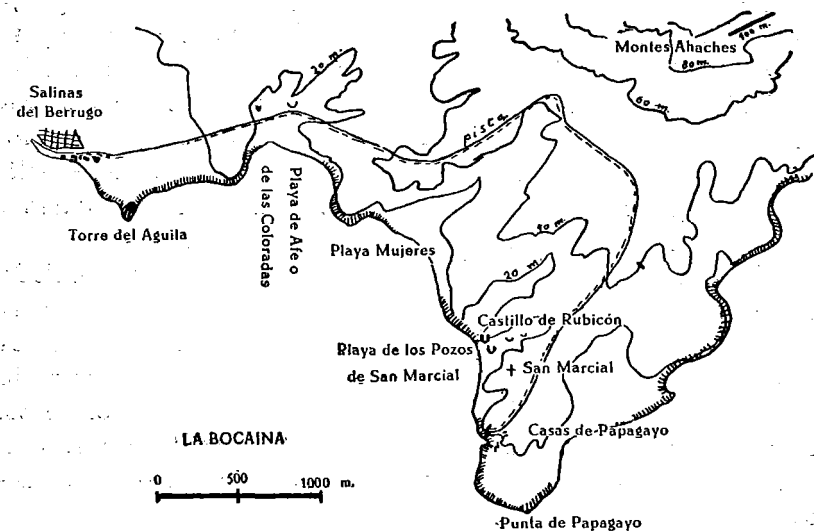 Montes Ahaches
100 m.
80 m.
60 m.
20 m.
Salinas
del Berrugo
pista
Torre del Aguila
Playa de Afe o
de las Coloradas
Playa Mujeres
20 m.
Castillo de Rubicón
Playa de los Pozos
de San Marcial
San Marcial
Casas de Papagayo
LA BOCAINA
0 500 1000 m.
Punta de Papagayo